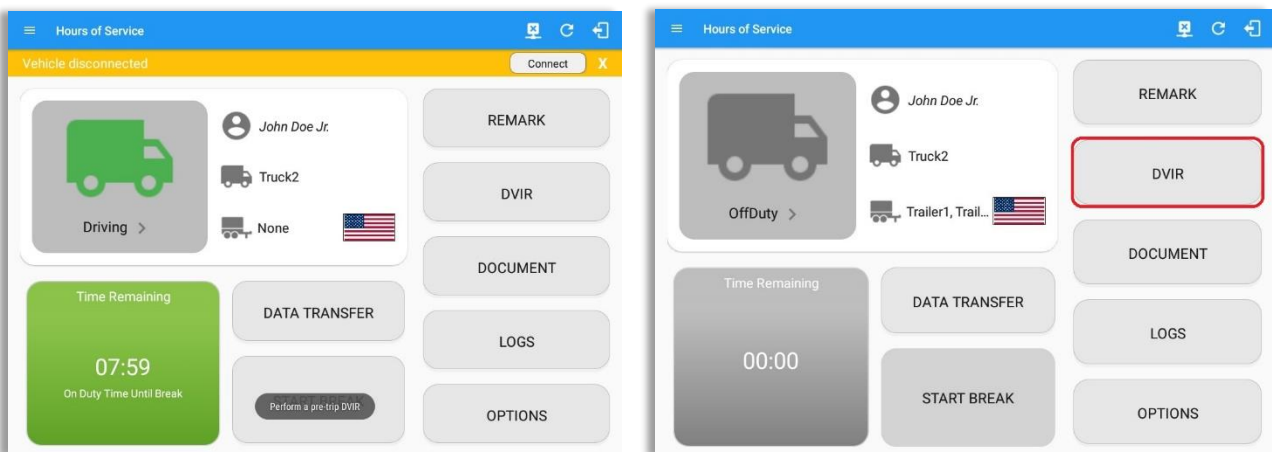 Hours of Service
Vehicle disconnected
Connect
X
John Doe Jr.
Truck2
Driving >
None
Time Remaining
07:59
On Duty Time Until Break
DATA TRANSFER
START BREAK
Perform a pre-trip DVIR
REMARK
DVIR
DOCUMENT
LOGS
OPTIONS
Hours of Service
John Doe Jr.
Truck2
OffDuty >
Trailer1, Trail...
Time Remaining
00:00
DATA TRANSFER
START BREAK
REMARK
DVIR
DOCUMENT
LOGS
OPTIONS